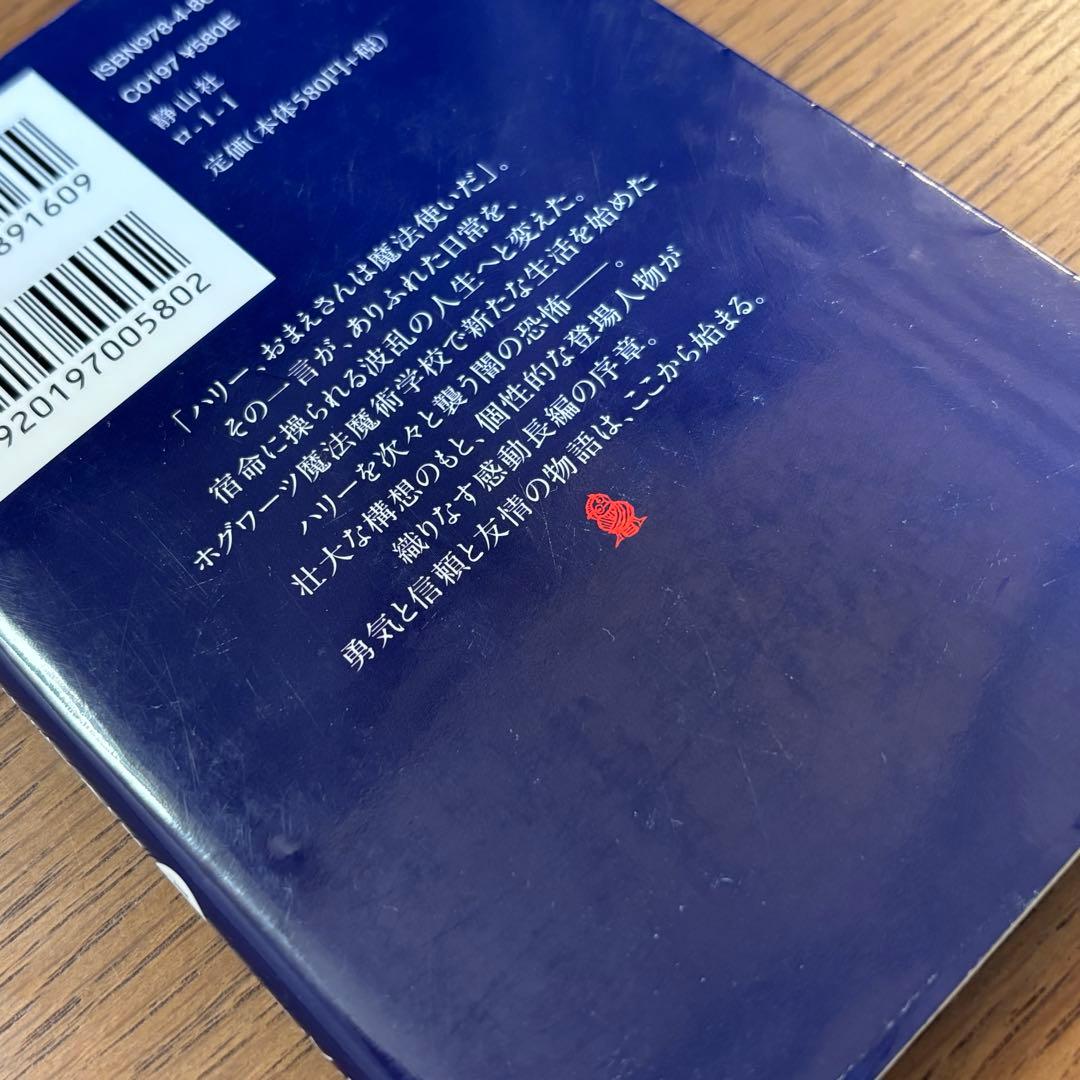 ISBN978-4-86
C0197 ¥580E
静山社
ロ-1-1
定価(本体580円+税)
891609
920197005802
「ハリー、おまえさんは魔法使いだ」。
その一言が、ありふれた日常を、
宿命に操られる波乱の人生へと変えた。
ホグワーツ魔法魔術学校で新たな生活を始めた
ハリーを次々と襲う闇の恐怖――。
壮大な構想のもと、個性的な登場人物が
織りなす感動長編の序章。
勇気と信頼と友情の物語は、ここから始まる。